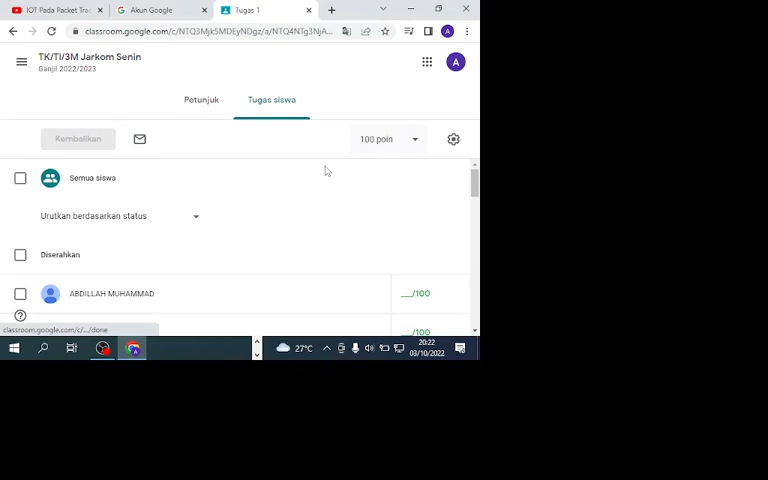 IOT Pada Packet Trac
Akun Google
Tugas 1
classroom.google.com/c/NTQ3Mjk5MDEyNDgz/a/NTQ4NTg3NjA...
A
TK/TI/3M Jarkom Senin
Ganjil 2022/2023
A
Petunjuk
Tugas siswa
Kembalikan
100 poin
Semua siswa
Urutkan berdasarkan status
Diserahkan
ABDILLAH MUHAMMAD
__/100
__/100
classroom.google.com/c/.../done
27°C
20:22
03/10/2022